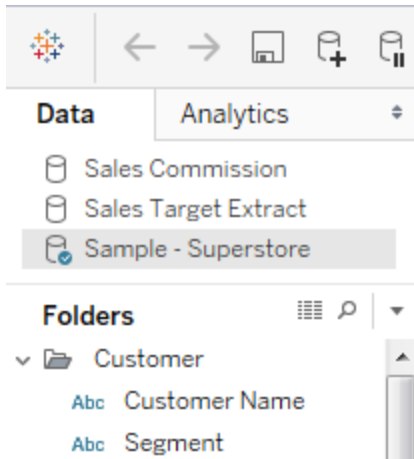 Data Analytics
Sales Commission
Sales Target Extract
Sample - Superstore
Folders
Customer
Abc Customer Name
Abc Segment